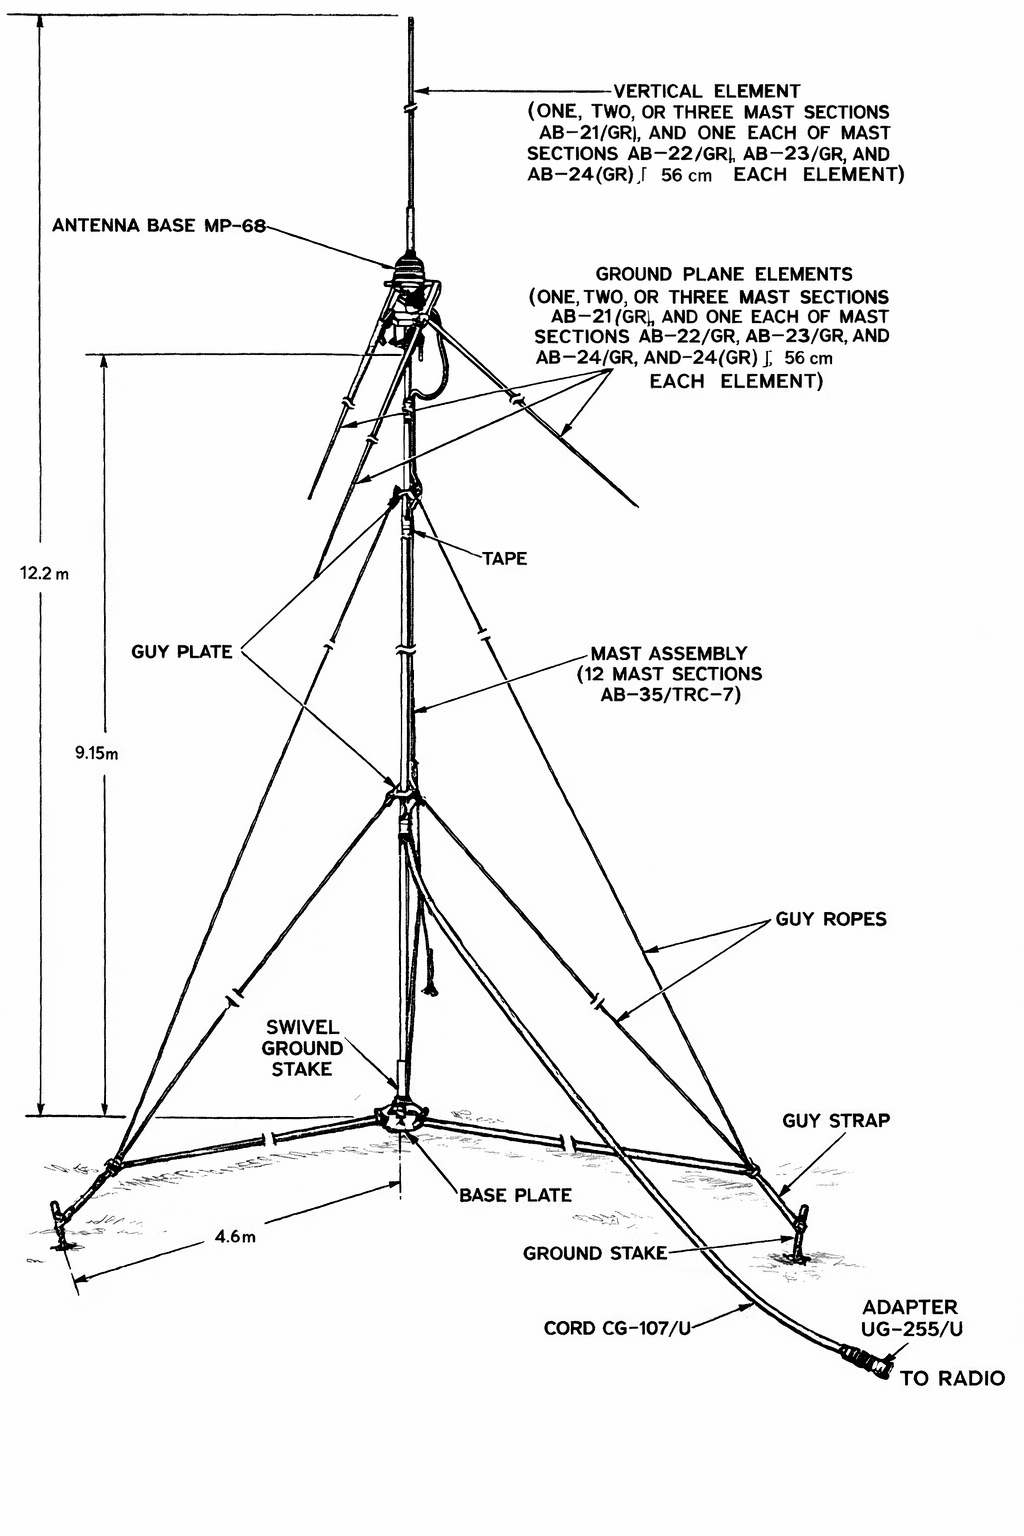 VERTICAL ELEMENT
(ONE, TWO, OR THREE MAST SECTIONS
AB-21/GR), AND ONE EACH OF MAST
SECTIONS AB-22/GR), AB-23/GR, AND
AB-24(GR) ∫ 56 cm EACH ELEMENT)
ANTENNA BASE MP-68
GROUND PLANE ELEMENTS
(ONE, TWO, OR THREE MAST SECTIONS
AB-21/(GR), AND ONE EACH OF MAST
SECTIONS AB-22/GR, AB-23/GR, AND
AB-24/GR, AND-24(GR) ∫, 56 cm
EACH ELEMENT)
TAPE
12.2 m
GUY PLATE
MAST ASSEMBLY
(12 MAST SECTIONS
AB-35/TRC-7)
9.15m
GUY ROPES
SWIVEL
GROUND
STAKE
GUY STRAP
BASE PLATE
4.6m
GROUND STAKE
CORD CG-107/U
ADAPTER
UG-255/U
TO RADIO